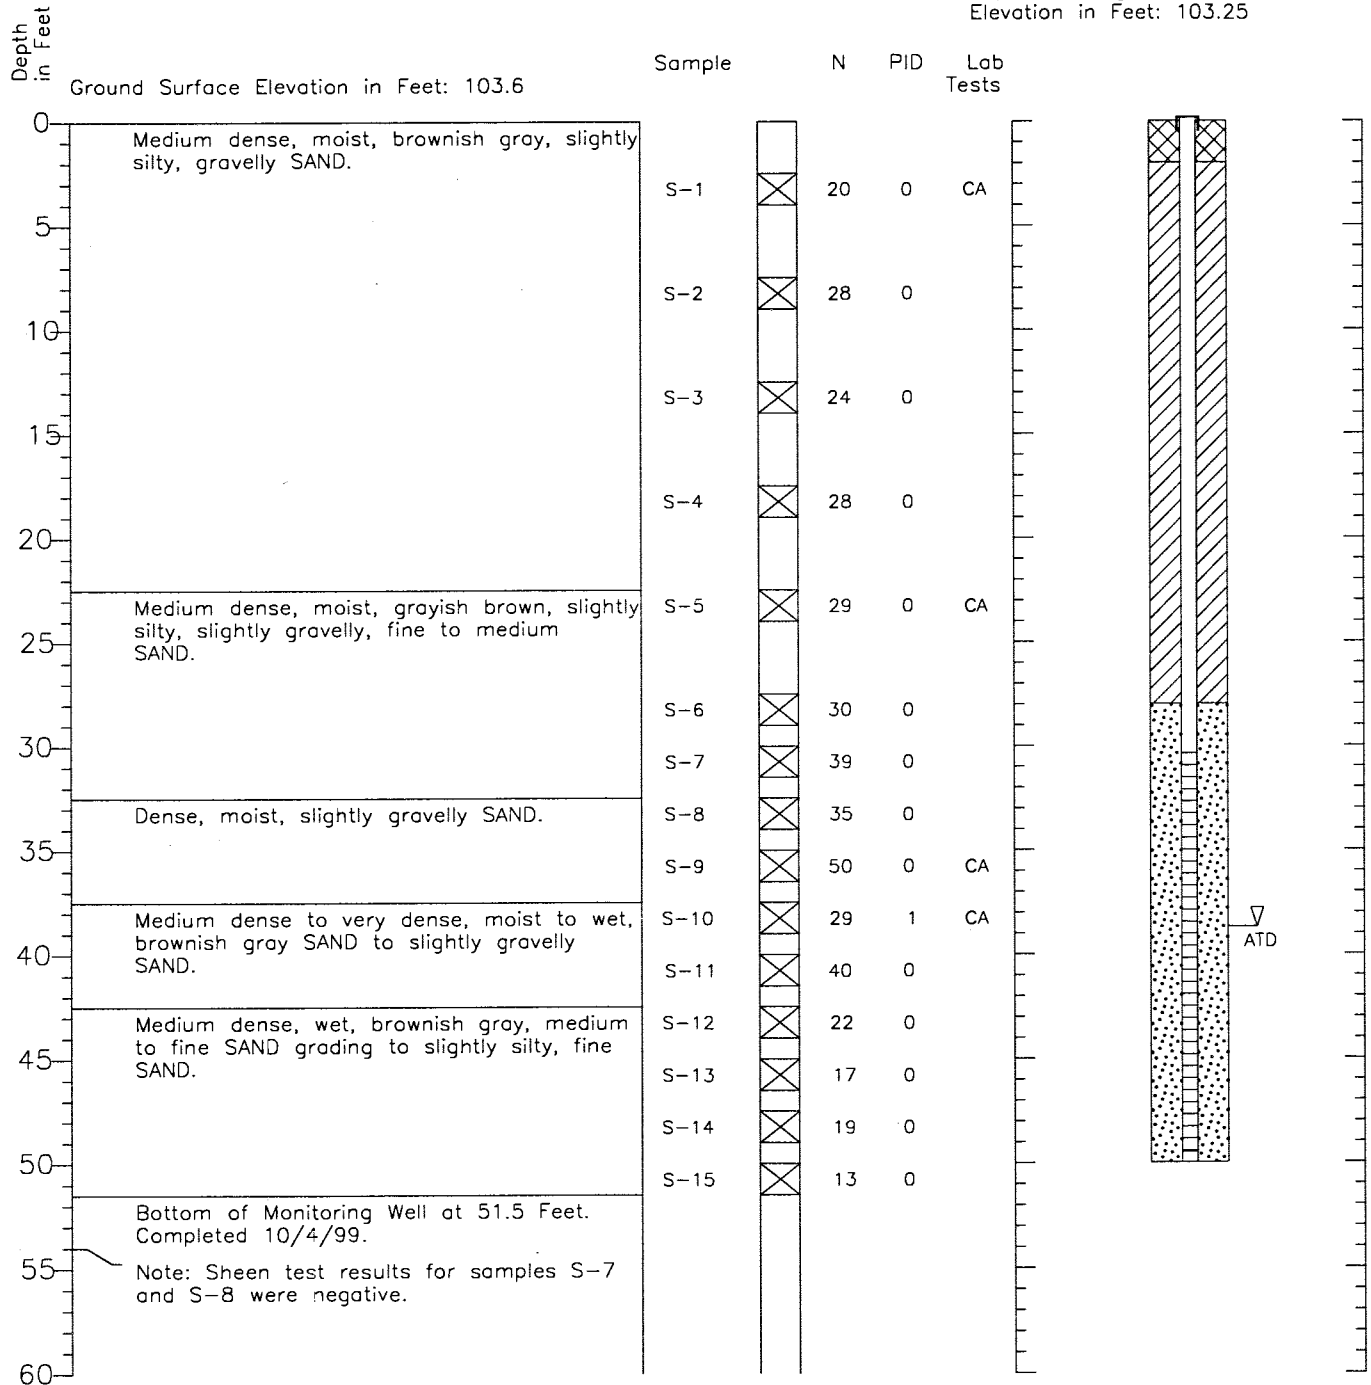 Elevation in Feet: 103.25
Depth
in Feet
Sample N PID Lab
Tests
Ground Surface Elevation in Feet: 103.6
0
Medium dense, moist, brownish gray, slightly
silty, gravelly SAND.
S-1 20 0 CA
5
S-2 28 0
10
S-3 24 0
15
S-4 28 0
20
Medium dense, moist, grayish brown, slightly
silty, slightly gravelly, fine to medium
SAND.
S-5 29 0 CA
25
S-6 30 0
30
S-7 39 0
Dense, moist, slightly gravelly SAND.
S-8 35 0
35
S-9 50 0 CA
Medium dense to very dense, moist to wet,
brownish gray SAND to slightly gravelly
SAND.
S-10 29 1 CA
ATD
40
S-11 40 0
Medium dense, wet, brownish gray, medium
to fine SAND grading to slightly silty, fine
SAND.
S-12 22 0
45
S-13 17 0
S-14 19 0
50
S-15 13 0
Bottom of Monitoring Well at 51.5 Feet.
Completed 10/4/99.
55
Note: Sheen test results for samples S-7
and S-8 were negative.
60